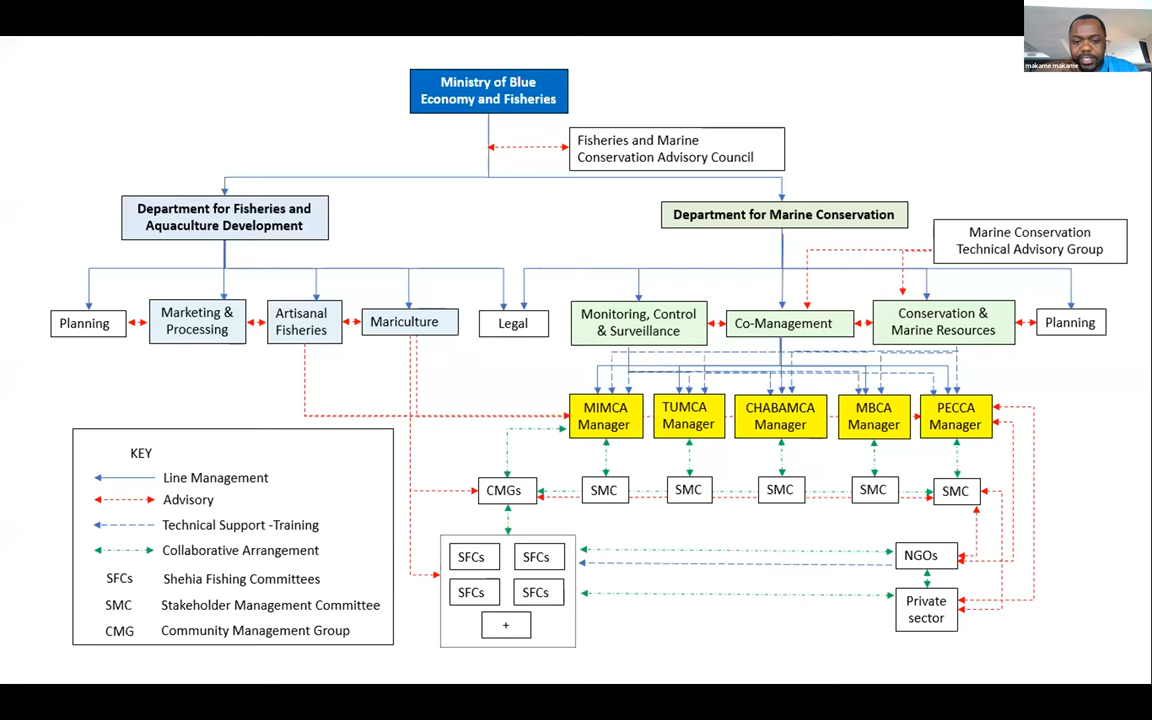 makame makame
Ministry of Blue
Economy and Fisheries
Fisheries and Marine
Conservation Advisory Council
Department for Fisheries and
Aquaculture Development
Department for Marine Conservation
Marine Conservation
Technical Advisory Group
Planning
Marketing &
Processing
Artisanal
Fisheries
Mariculture
Legal
Monitoring, Control
& Surveillance
Co-Management
Conservation &
Marine Resources
Planning
MIMCA
Manager
TUMCA
Manager
CHABAMCA
Manager
MBCA
Manager
PECCA
Manager
CMGs
SMC
SMC
SMC
SMC
SMC
SFCs
SFCs
SFCs
SFCs
+
NGOs
Private
sector
KEY
Line Management
Advisory
Technical Support -Training
Collaborative Arrangement
SFCs Shehia Fishing Committees
SMC Stakeholder Management Committee
CMG Community Management Group